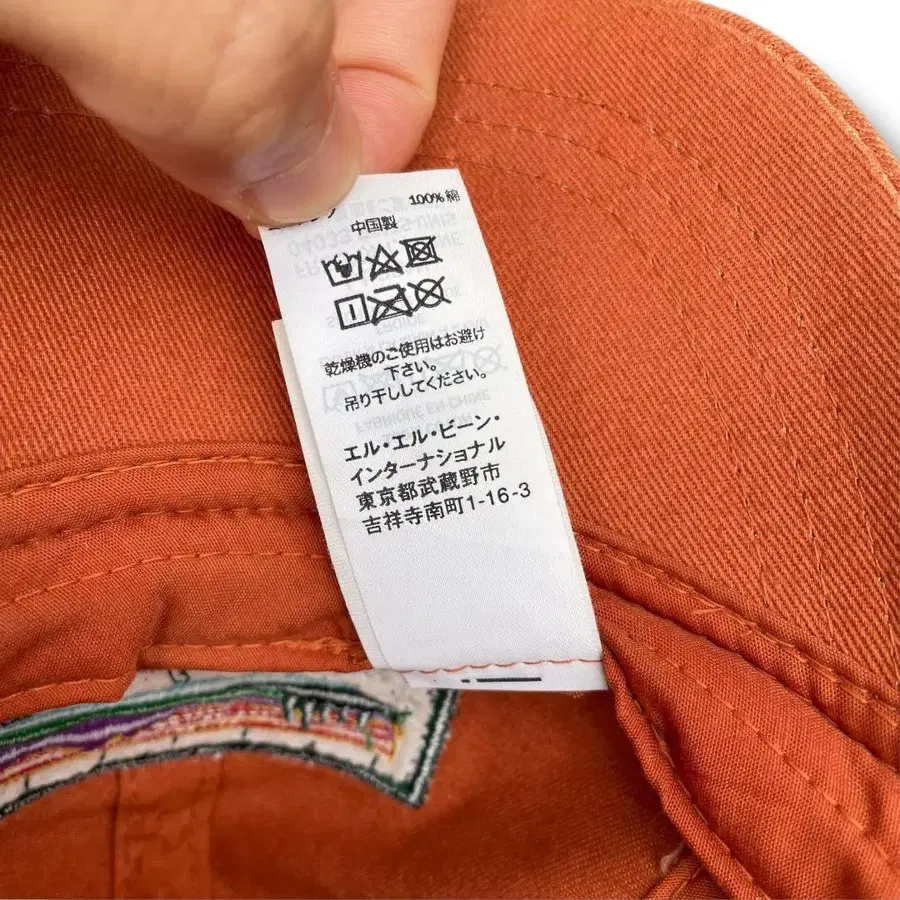 100% 綿
中国製
乾燥機のご使用はお避け
下さい。
吊り干ししてください。
エル・エル・ビーン・
インターナショナル
東京都武蔵野市
吉祥寺南町1-16-3